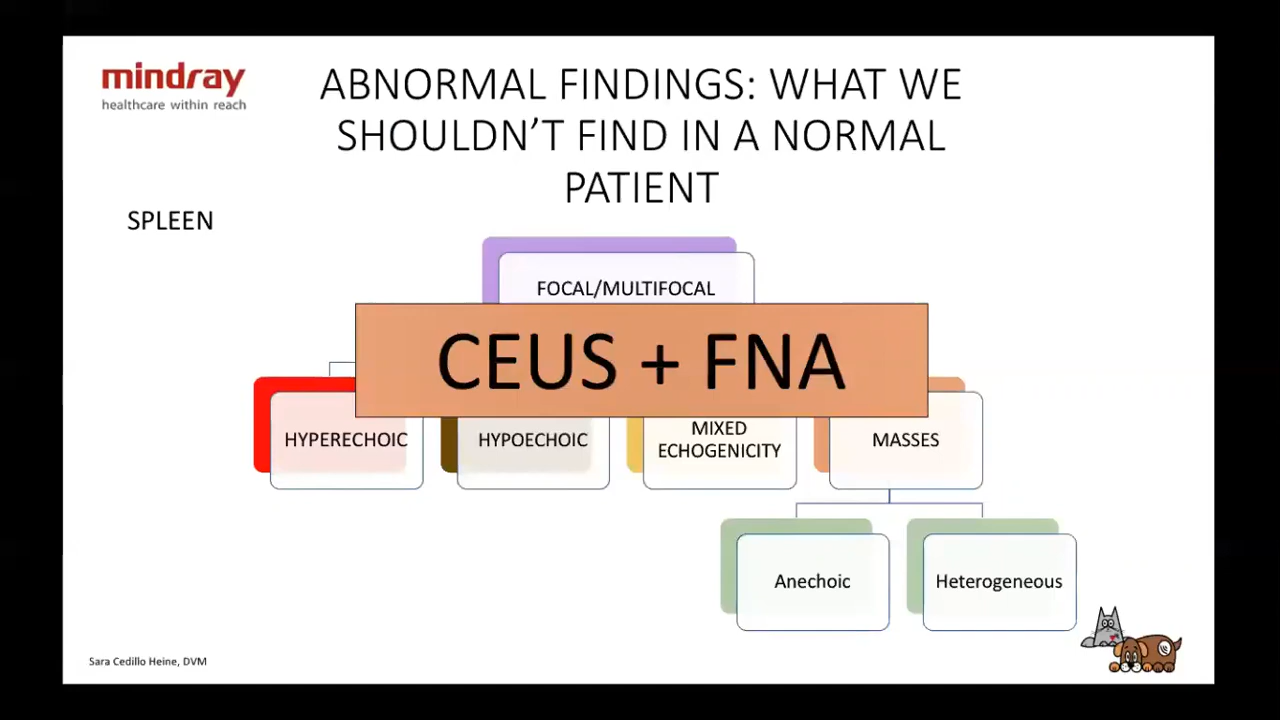 mindray
healthcare within reach
ABNORMAL FINDINGS: WHAT WE
SHOULDN’T FIND IN A NORMAL
PATIENT
SPLEEN
FOCAL/MULTIFOCAL
CEUS + FNA
HYPERECHOIC
HYPOECHOIC
MIXED
ECHOGENICITY
MASSES
Anechoic
Heterogeneous
Sara Cedillo Heine, DVM